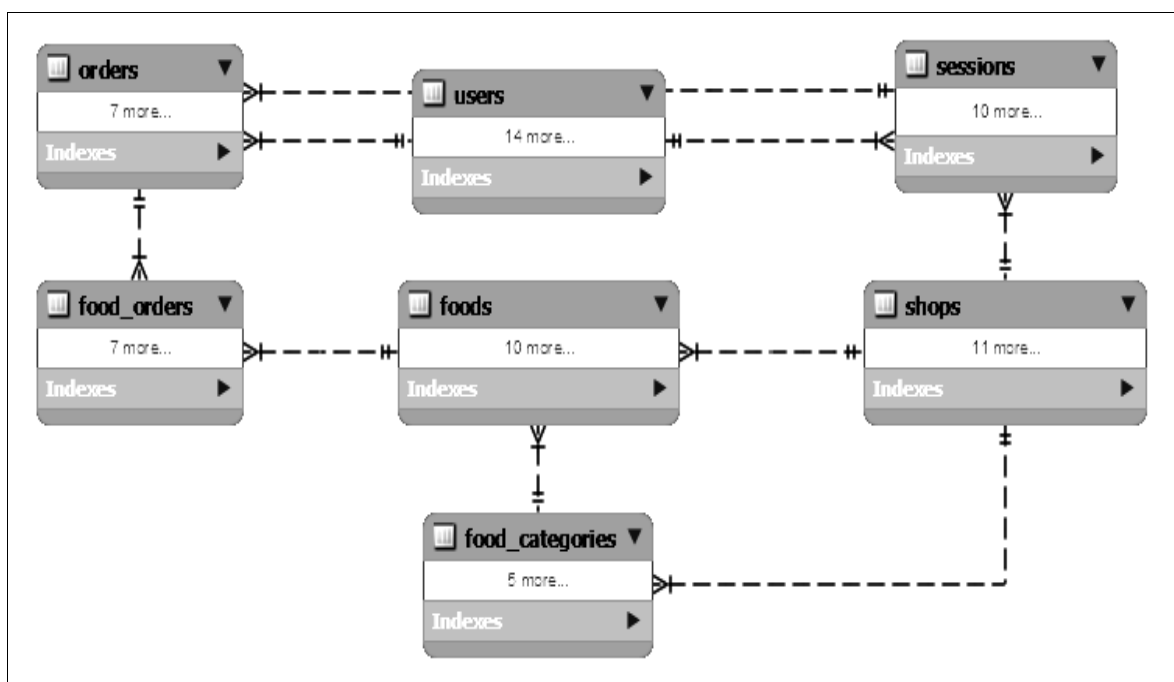 orders
7 more...
Indexes
users
14 more...
Indexes
sessions
10 more...
Indexes
food_orders
7 more...
Indexes
foods
10 more...
Indexes
shops
11 more...
Indexes
food_categories
5 more...
Indexes